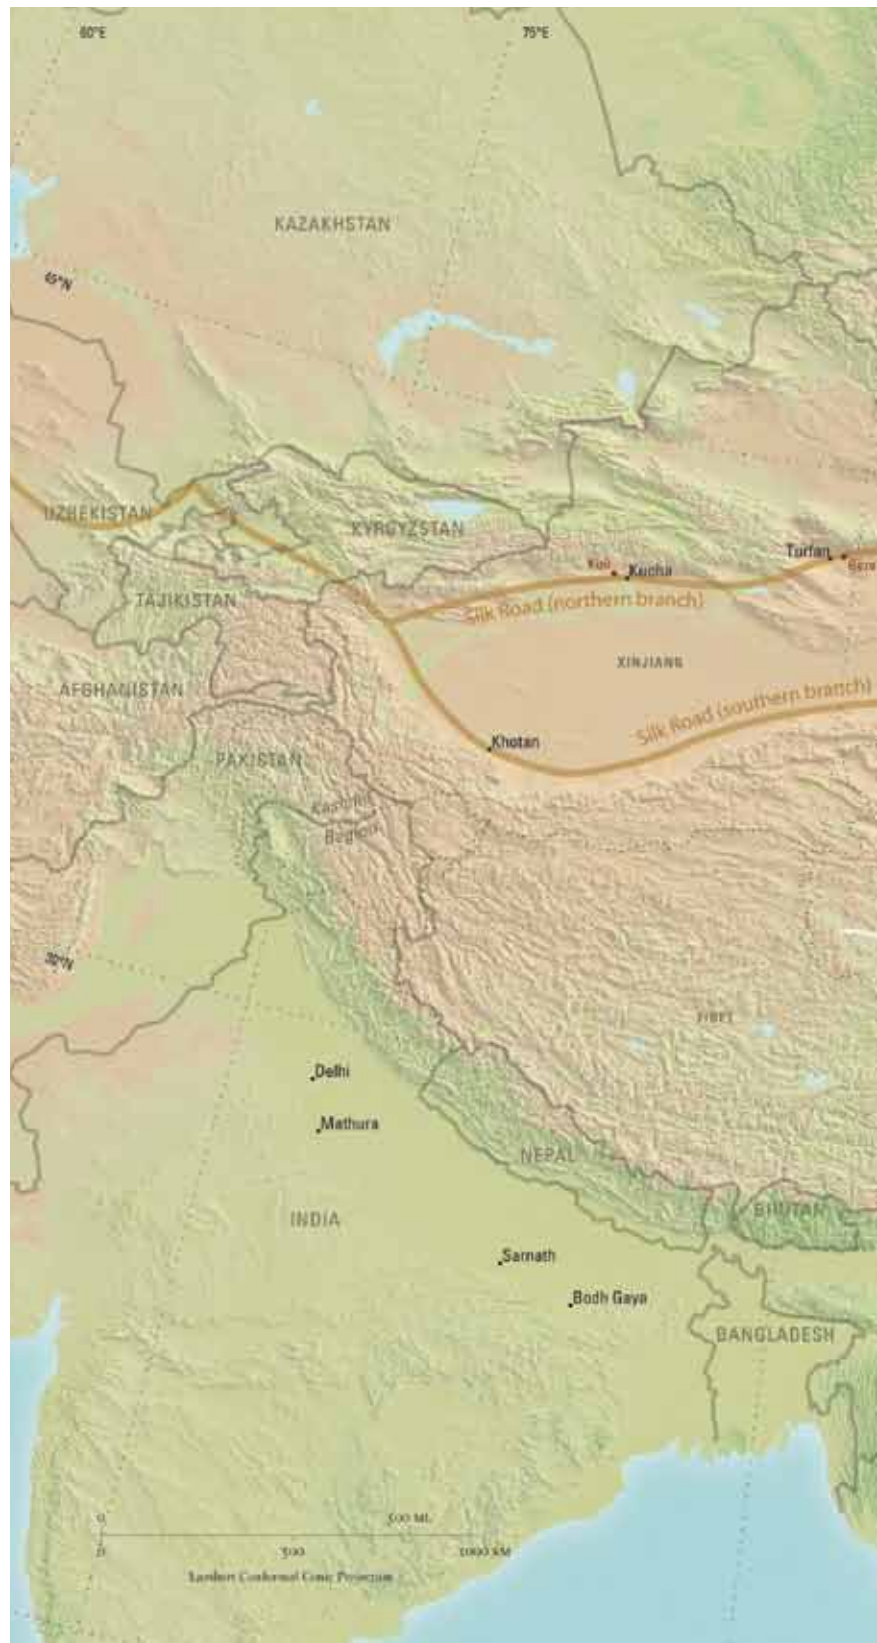 60°E
75°E
KAZAKHSTAN
45°N
UZBEKISTAN
KYRGYZSTAN
Turfan
Kucha
TAJIKISTAN
Silk Road (northern branch)
XINJIANG
AFGHANISTAN
Silk Road (southern branch)
Khotan
PAKISTAN
Kashmir
Region
30°N
TIBET
Delhi
Mathura
NEPAL
BHUTAN
INDIA
Sarnath
Bodh Gaya
BANGLADESH
0 500 MI.
0 500 1000 KM
Lambert Conformal Conic Projection